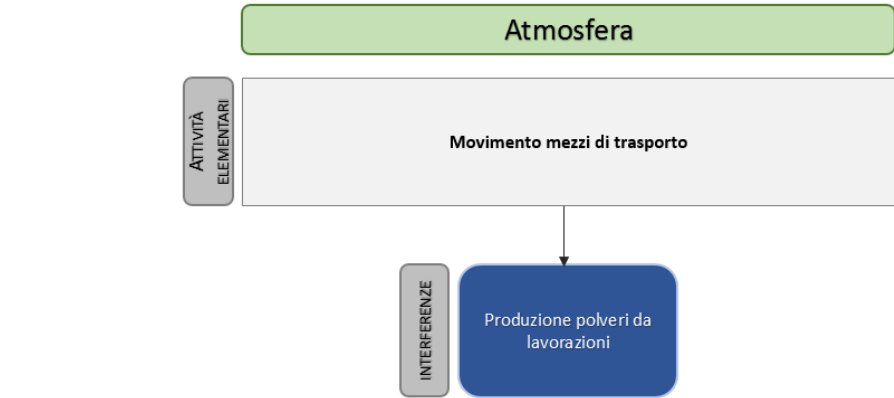 Atmosfera
ATTIVITÀ
ELEMENTARI
Movimento mezzi di trasporto
INTERFERENZE
Produzione polveri da
lavorazioni